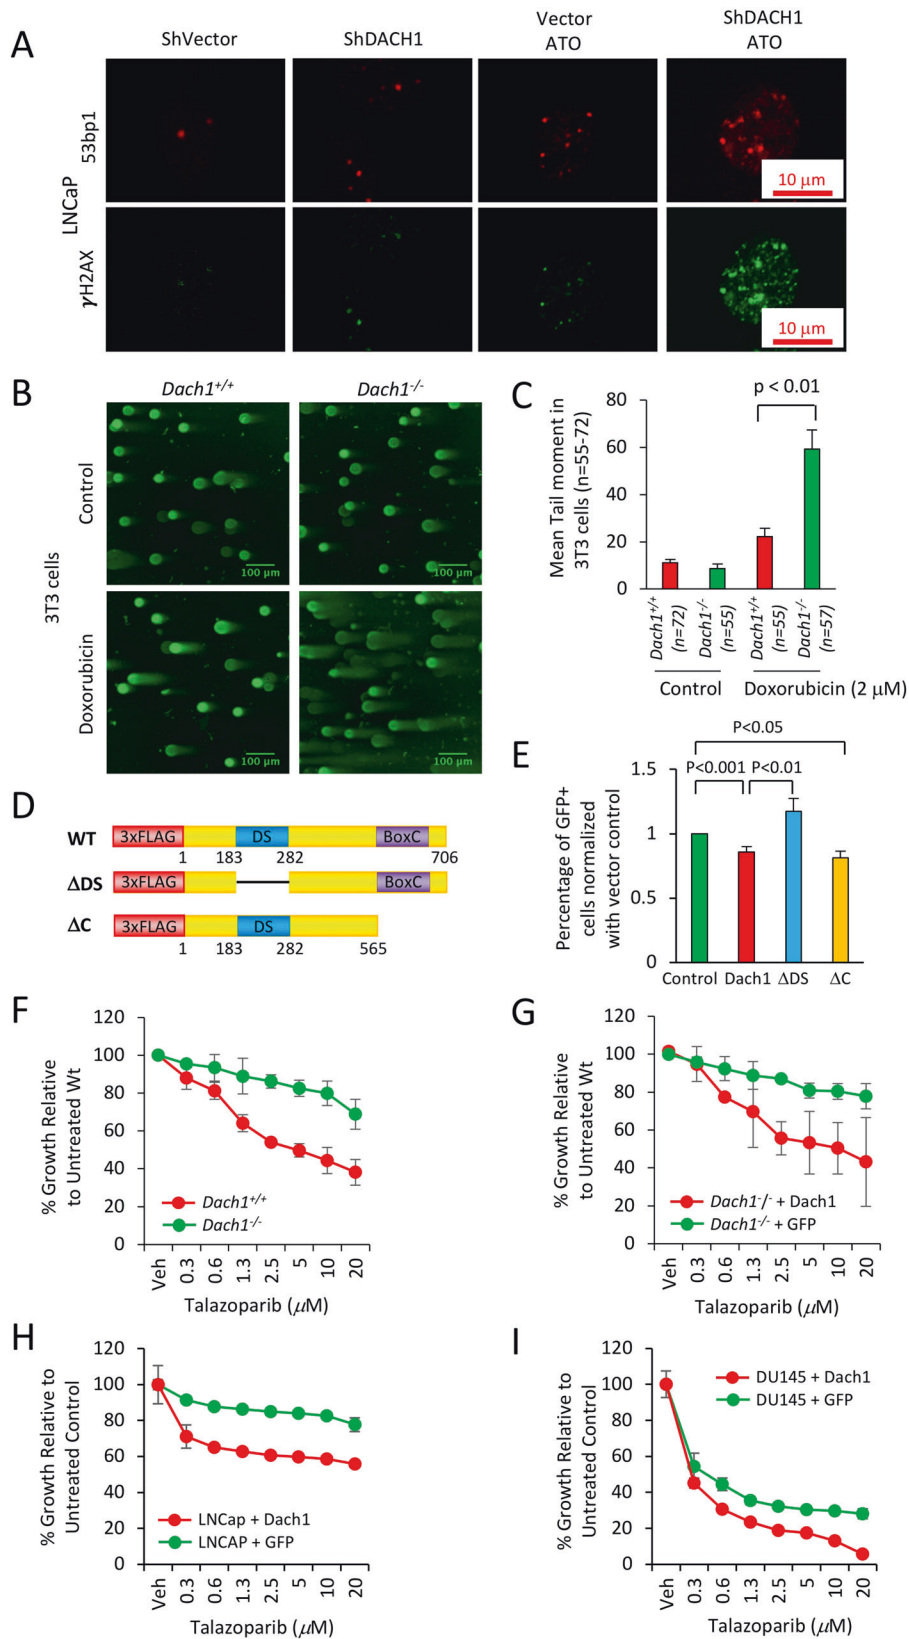 A
ShVector
ShDACH1
Vector
ATO
ShDACH1
ATO
LNCaP
53bp1
10 μm
γH2AX
10 μm
B
Dach1+/+
Dach1-/-
3T3 cells
Control
100 μm
100 μm
Doxorubicin
100 μm
100 μm
C
Mean Tail moment in
3T3 cells (n=55-72)
80
60
40
20
0
p < 0.01
Dach1+/+
(n=72)
Dach1-/-
(n=55)
Dach1+/+
(n=55)
Dach1-/-
(n=57)
Control
Doxorubicin (2 μM)
D
WT
3xFLAG
DS
BoxC
1
183
282
706
ΔDS
3xFLAG
BoxC
ΔC
3xFLAG
DS
1
183
282
565
E
Percentage of GFP+
cells normalized
with vector control
1.5
1
0.5
0
P<0.05
P<0.001
P<0.01
Control
Dach1
ΔDS
ΔC
F
% Growth Relative
to Untreated Wt
120
100
80
60
40
20
0
Dach1+/+
Dach1-/-
Veh
0.3
0.6
1.3
2.5
5
10
20
Talazoparib (μM)
G
% Growth Relative
to Untreated Wt
120
100
80
60
40
20
0
Dach1-/- + Dach1
Dach1-/- + GFP
Veh
0.3
0.6
1.3
2.5
5
10
20
Talazoparib (μM)
H
% Growth Relative to
Untreated Control
120
100
80
60
40
20
0
LNCap + Dach1
LNCAP + GFP
Veh
0.3
0.6
1.3
2.5
5
10
20
Talazoparib (μM)
I
% Growth Relative to
Untreated Control
120
100
80
60
40
20
0
DU145 + Dach1
DU145 + GFP
Veh
0.3
0.6
1.3
2.5
5
10
20
Talazoparib (μM)